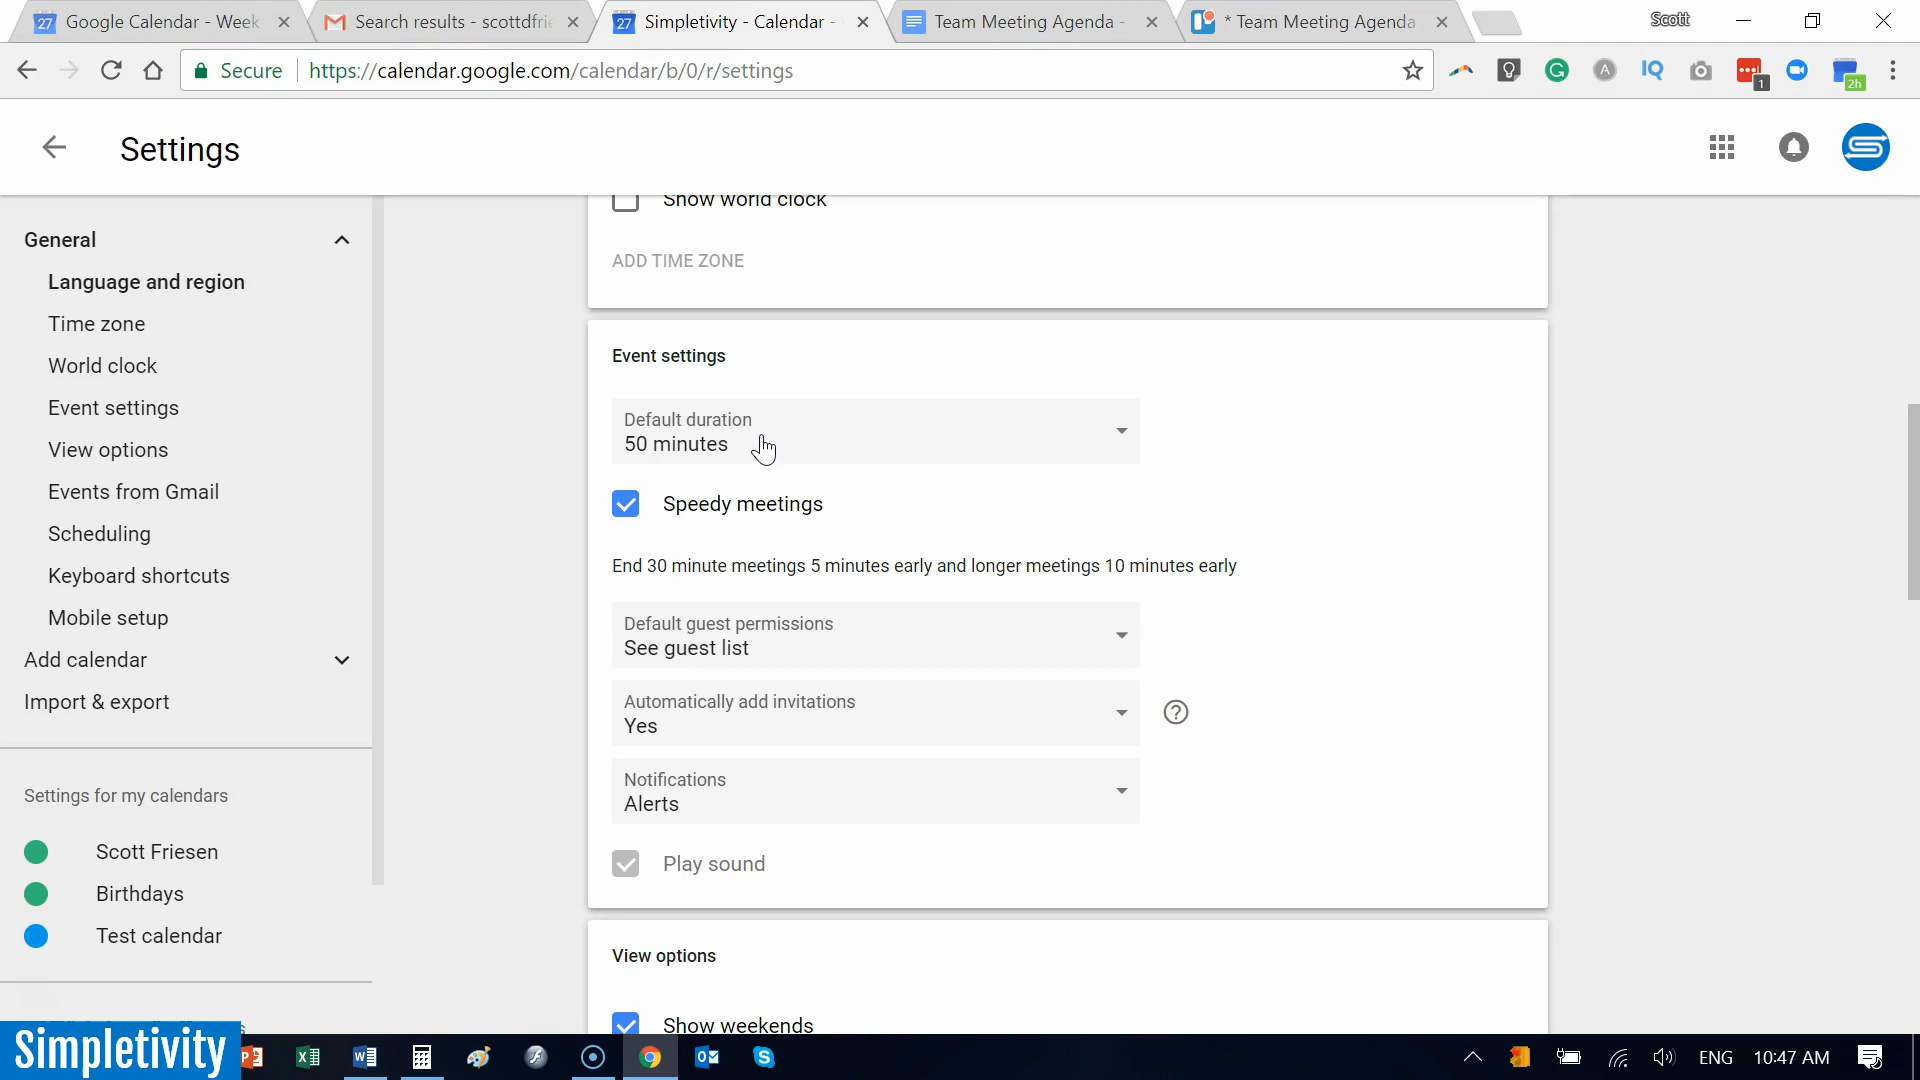 Google Calendar - Week
Search results - scottdfrie
27 Simpletivity - Calendar -
Team Meeting Agenda -
* Team Meeting Agenda
Scott
Secure
https://calendar.google.com/calendar/b/0/r/settings
1
2h
Settings
General
Language and region
Time zone
World clock
Event settings
View options
Events from Gmail
Scheduling
Keyboard shortcuts
Mobile setup
Add calendar
Import & export
Settings for my calendars
Scott Friesen
Birthdays
Test calendar
Show world clock
ADD TIME ZONE
Event settings
Default duration
50 minutes
Speedy meetings
End 30 minute meetings 5 minutes early and longer meetings 10 minutes early
Default guest permissions
See guest list
Automatically add invitations
Yes
Notifications
Alerts
Play sound
View options
Show weekends
Simpletivity
ENG
10:47 AM